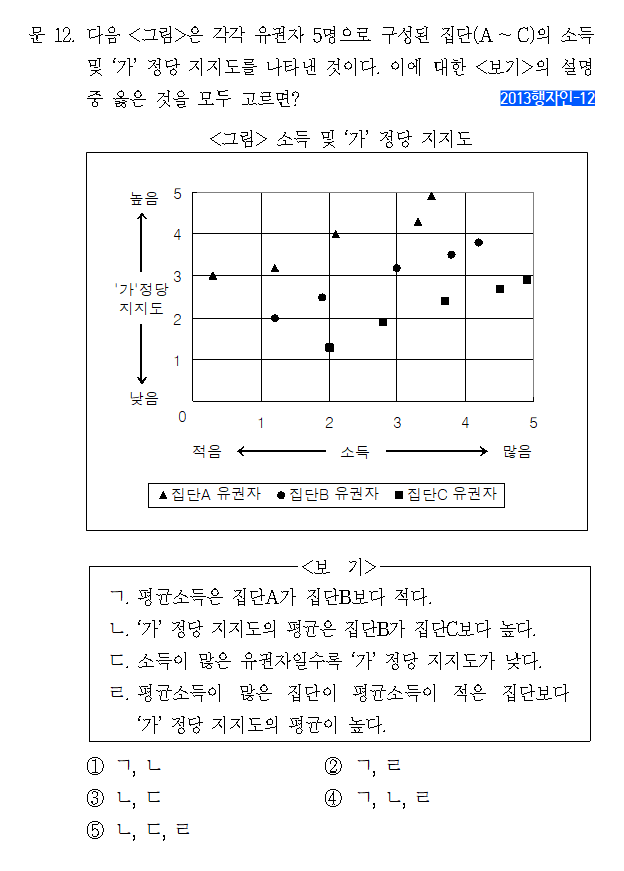 문 12. 다음 <그림>은 각각 유권자 5명으로 구성된 집단(A ~ C)의 소득
및 ‘가’ 정당 지지도를 나타낸 것이다. 이에 대한 <보기>의 설명
중 옳은 것을 모두 고르면? 2013행자인-12
<그림> 소득 및 ‘가’ 정당 지지도
높음
5
4
3
'가'정당
지지도
2
1
낮음
0 1 2 3 4 5
적음 소득 많음
▲집단A 유권자 ●집단B 유권자 ■집단C 유권자
<보 기>
ㄱ. 평균소득은 집단A가 집단B보다 적다.
ㄴ. ‘가’ 정당 지지도의 평균은 집단B가 집단C보다 높다.
ㄷ. 소득이 많은 유권자일수록 ‘가’ 정당 지지도가 낮다.
ㄹ. 평균소득이 많은 집단이 평균소득이 적은 집단보다
‘가’ 정당 지지도의 평균이 높다.
① ㄱ, ㄴ ② ㄱ, ㄹ
③ ㄴ, ㄷ ④ ㄱ, ㄴ, ㄹ
⑤ ㄴ, ㄷ, ㄹ